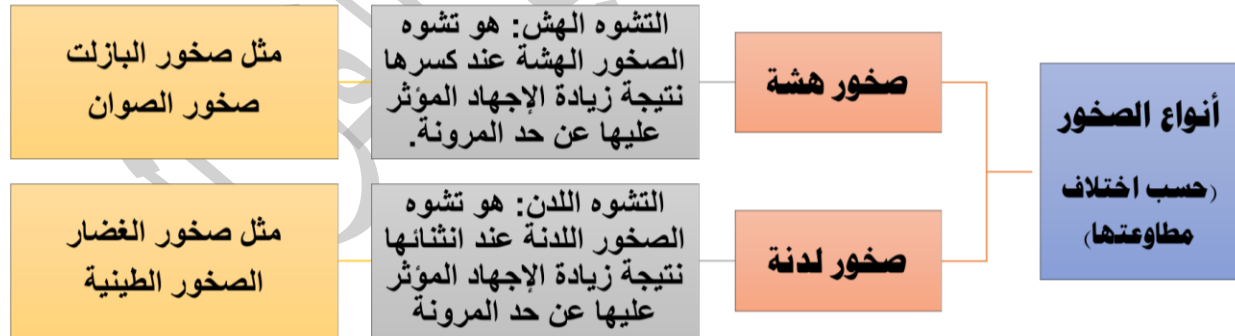 أنواع الصخور
(حسب اختلاف
مطاوعتها)
صخور هشة
التشوه الهش: هو تشوه
الصخور الهشة عند كسرها
نتيجة زيادة الإجهاد المؤثر
عليها عن حد المرونة.
مثل صخور البازلت
صخور الصوان
صخور لدنة
التشوه اللدن: هو تشوه
الصخور اللدنة عند انثنائها
نتيجة زيادة الإجهاد المؤثر
عليها عن حد المرونة
مثل صخور الغضار
الصخور الطينية